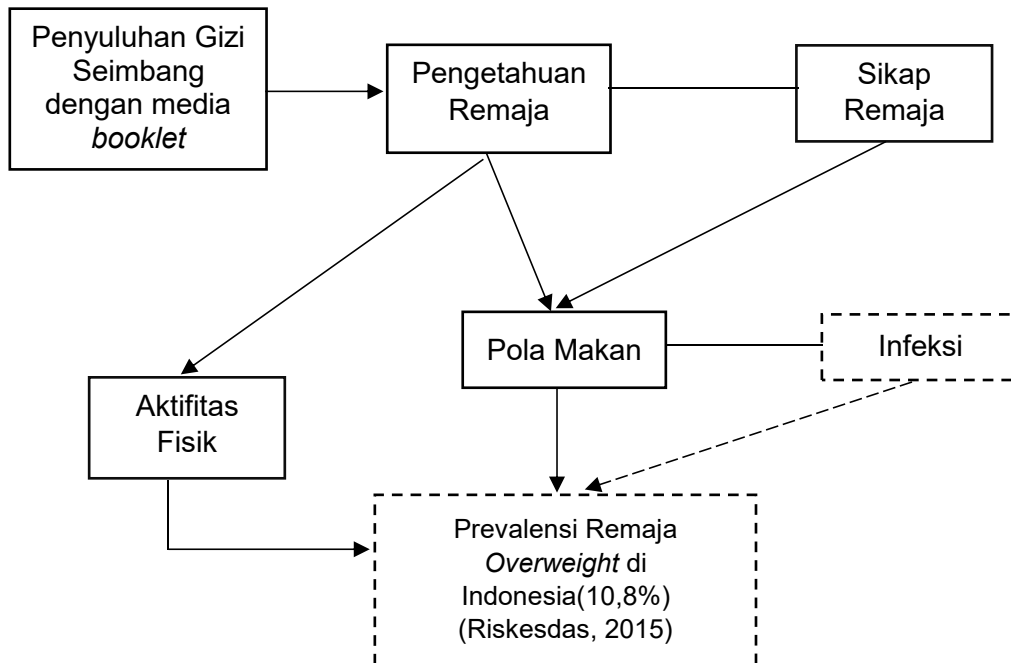 Penyuluhan Gizi
Seimbang
dengan media
booklet
Pengetahuan
Remaja
Sikap
Remaja
Pola Makan
Infeksi
Aktifitas
Fisik
Prevalensi Remaja
Overweight di
Indonesia(10,8%)
(Riskesdas, 2015)